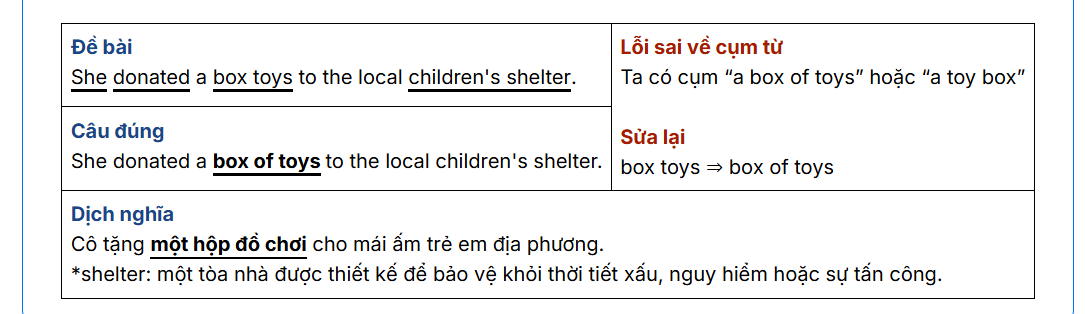 Đề bài
She donated a box toys to the local children's shelter.
Câu đúng
She donated a box of toys to the local children's shelter.
Lỗi sai về cụm từ
Ta có cụm “a box of toys” hoặc “a toy box”
Sửa lại
box toys ⇒ box of toys
Dịch nghĩa
Cô tặng một hộp đồ chơi cho mái ấm trẻ em địa phương.
*shelter: một tòa nhà được thiết kế để bảo vệ khỏi thời tiết xấu, nguy hiểm hoặc sự tấn công.